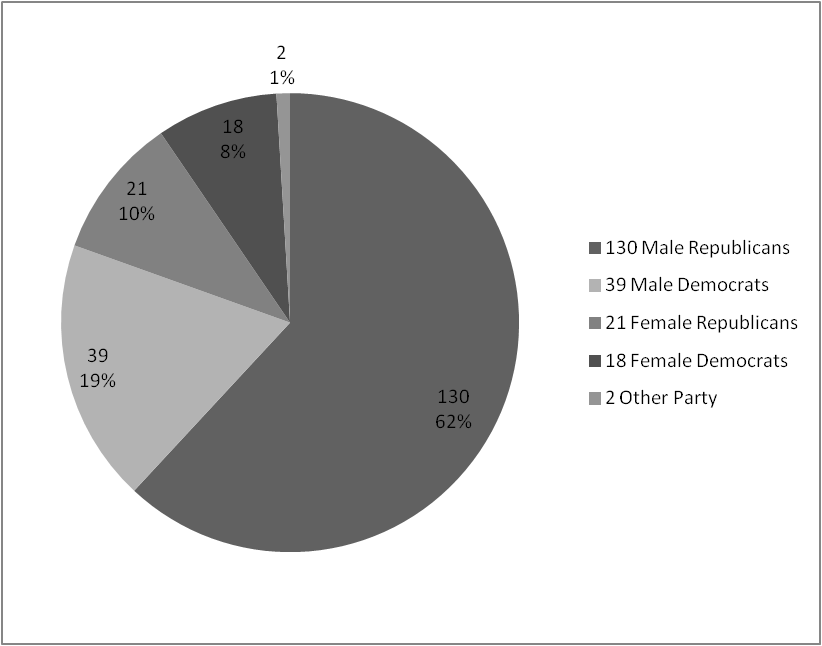 2
1%
18
8%
21
10%
39
19%
130
62%
130 Male Republicans
39 Male Democrats
21 Female Republicans
18 Female Democrats
2 Other Party